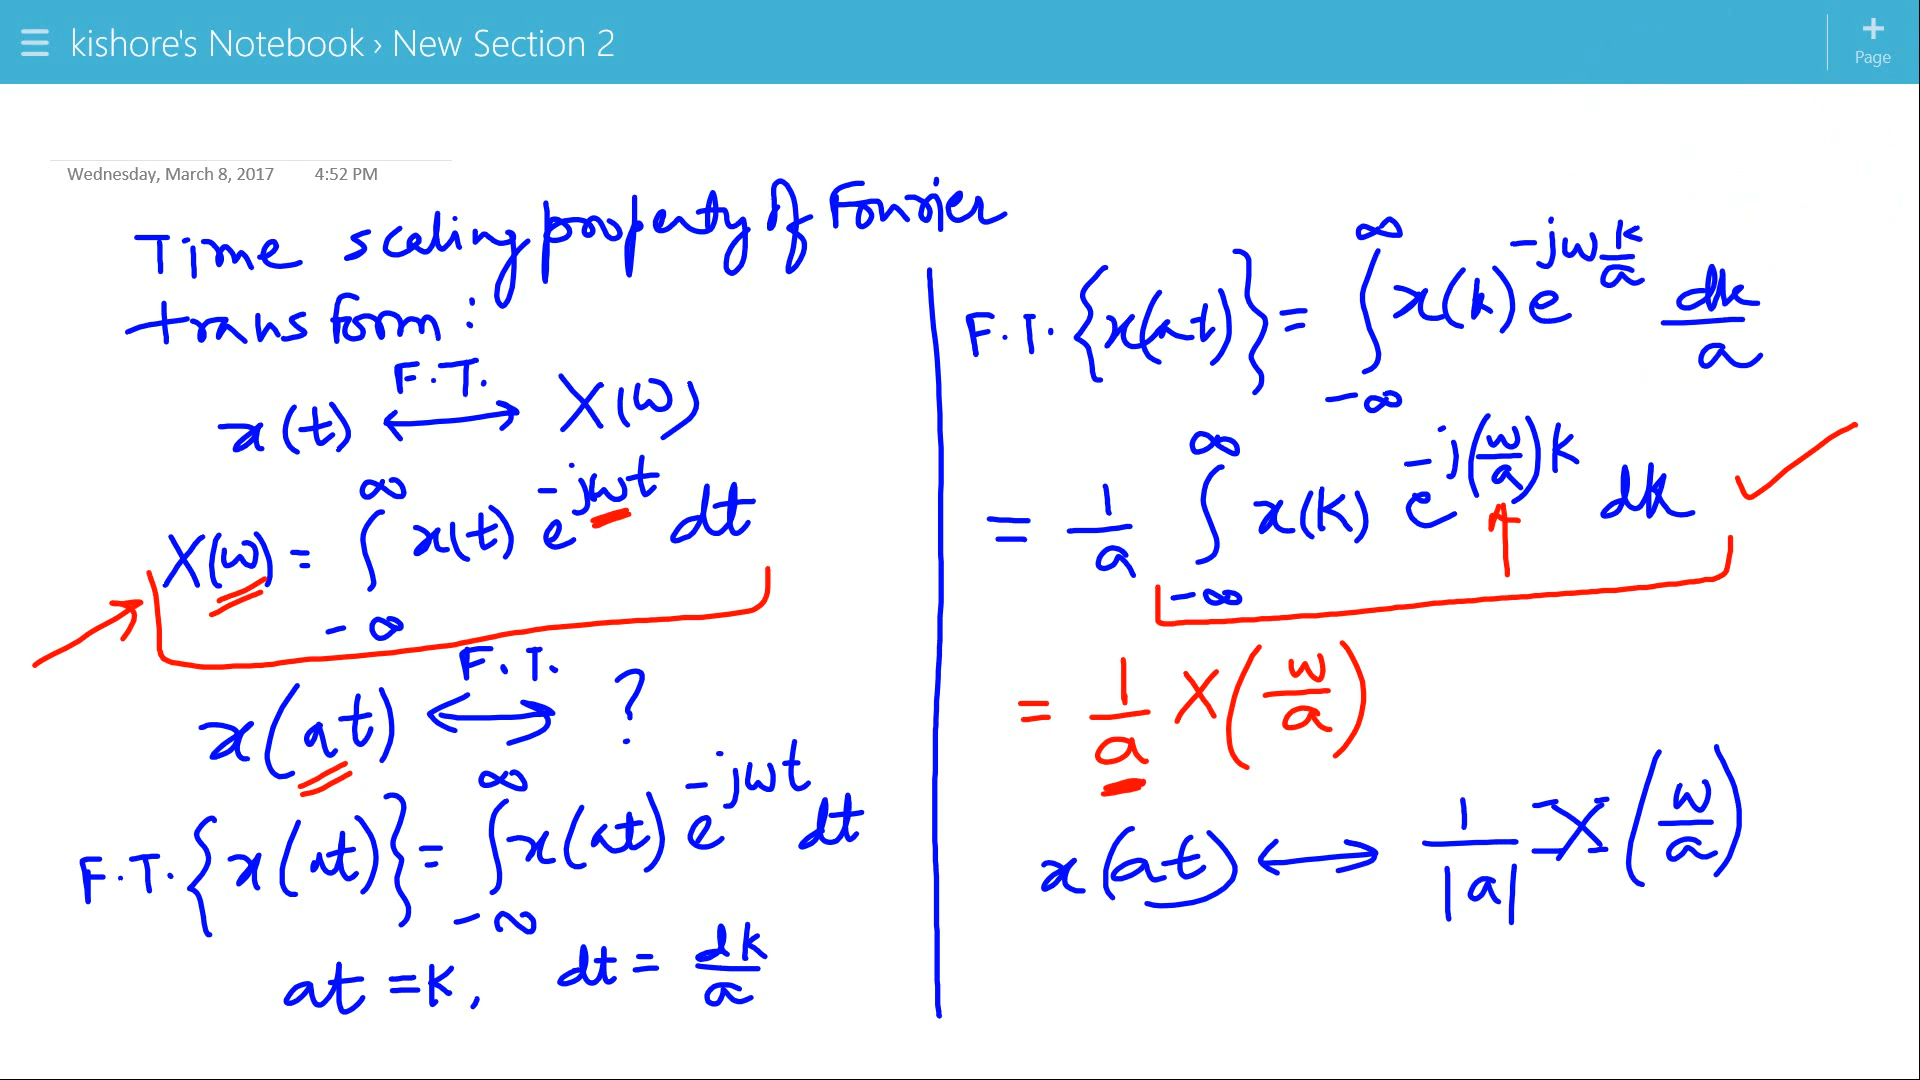 kishore's Notebook › New Section 2
+
Page
Wednesday, March 8, 2017 4:52 PM
Time scaling property of Fourier
transform :
x(t) ⟷ X(ω)
F.T.
X(ω) = ∫_{-∞}^{∞} x(t) e^{-jωt} dt
x(at) ⟷ ?
F.T.
F.T.{x(at)} = ∫_{-∞}^{∞} x(at) e^{-jωt} dt
at = k, dt = dk/a
F.T.{x(at)} = ∫_{-∞}^{∞} x(k) e^{-jω k/a} dk/a
= 1/a ∫_{-∞}^{∞} x(k) e^{-j(ω/a)k} dk
= 1/a X(ω/a)
x(at) ⟷ 1/|a| X(ω/a)